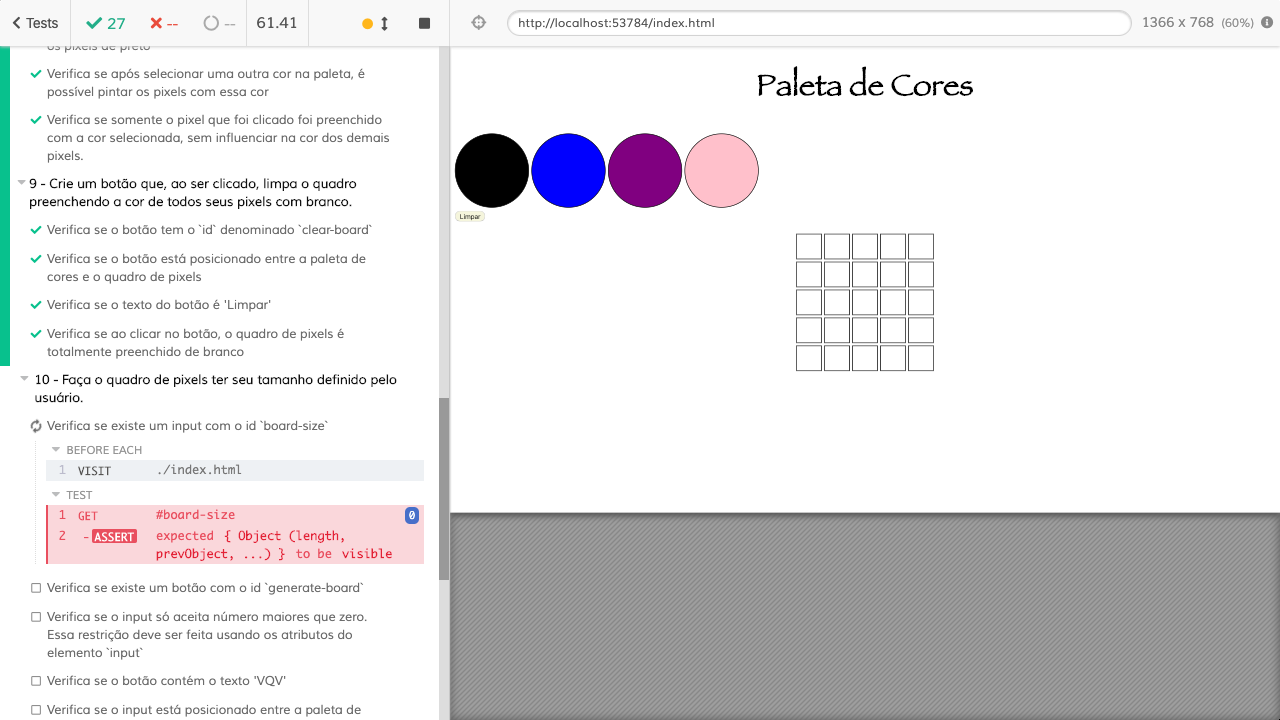 Tests
27
--
--
61.41
http://localhost:53784/index.html
1366 x 768 (60%)
os pixels de preto
Verifica se após selecionar uma outra cor na paleta, é
possível pintar os pixels com essa cor
Verifica se somente o pixel que foi clicado foi preenchido
com a cor selecionada, sem influenciar na cor dos demais
pixels.
9 - Crie um botão que, ao ser clicado, limpa o quadro
preenchendo a cor de todos seus pixels com branco.
Verifica se o botão tem o `id` denominado `clear-board`
Verifica se o botão está posicionado entre a paleta de
cores e o quadro de pixels
Verifica se o texto do botão é 'Limpar'
Verifica se ao clicar no botão, o quadro de pixels é
totalmente preenchido de branco
10 - Faça o quadro de pixels ter seu tamanho definido pelo
usuário.
Verifica se existe um input com o id `board-size`
BEFORE EACH
1 VISIT ./index.html
TEST
1 GET #board-size 0
2 -ASSERT expected { Object (length,
prevObject, ...) } to be visible
Verifica se existe um botão com o id `generate-board`
Verifica se o input só aceita número maiores que zero.
Essa restrição deve ser feita usando os atributos do
elemento `input`
Verifica se o botão contém o texto 'VQV'
Verifica se o input está posicionado entre a paleta de
Paleta de Cores
Limpar